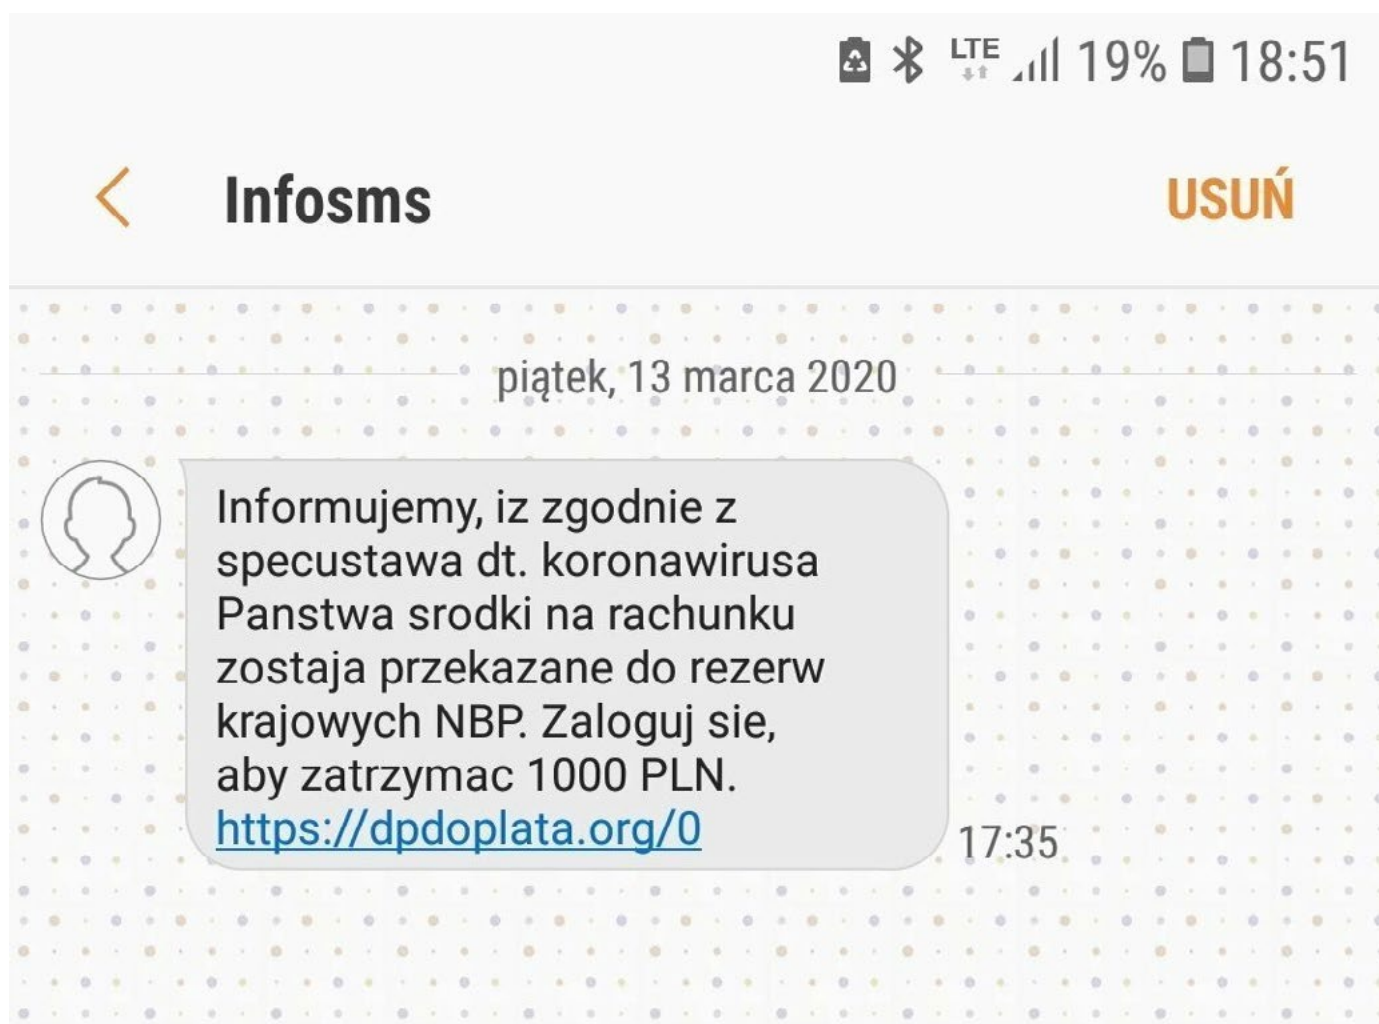 LTE 19% 18:51
Infosms USUŃ
piątek, 13 marca 2020
Informujemy, iz zgodnie z
specustawa dt. koronawirusa
Panstwa srodki na rachunku
zostaja przekazane do rezerw
krajowych NBP. Zaloguj sie,
aby zatrzymac 1000 PLN.
https://dpdoplata.org/0
17:35